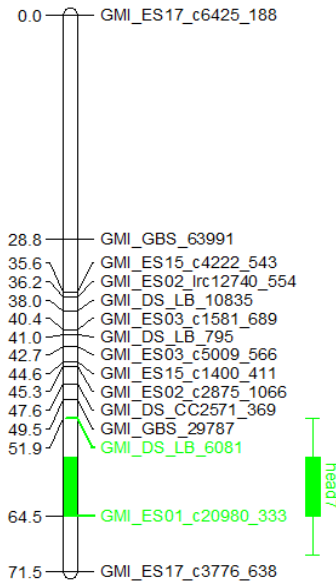 0.0 GMI_ES17_c6425_188
28.8 GMI_GBS_63991
35.6 GMI_ES15_c4222_543
36.2 GMI_ES02_lrc12740_554
38.0 GMI_DS_LB_10835
40.4 GMI_ES03_c1581_689
41.0 GMI_DS_LB_795
42.7 GMI_ES03_c5009_566
44.6 GMI_ES15_c1400_411
45.3 GMI_ES02_c2875_1066
47.6 GMI_DS_CC2571_369
49.5 GMI_GBS_29787
51.9 GMI_DS_LB_6081
64.5 GMI_ES01_c20980_333
71.5 GMI_ES17_c3776_638
head7